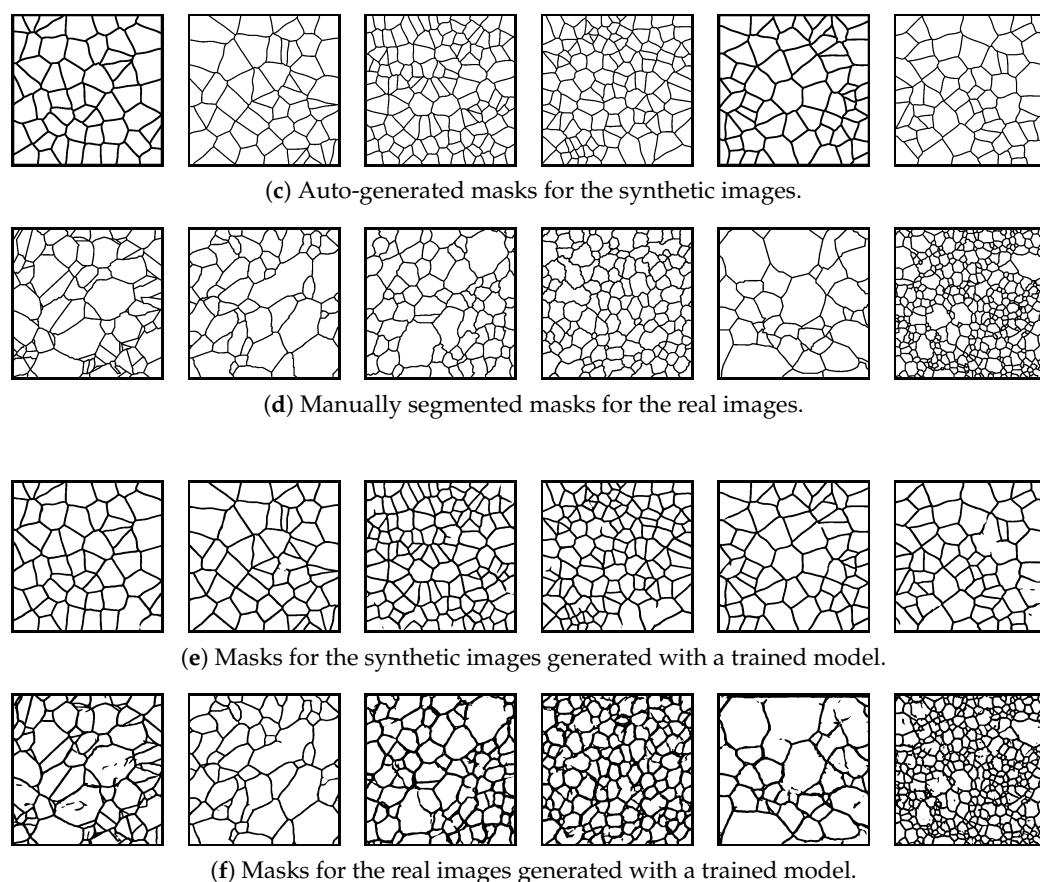 (c) Auto-generated masks for the synthetic images.
(d) Manually segmented masks for the real images.
(e) Masks for the synthetic images generated with a trained model.
(f) Masks for the real images generated with a trained model.